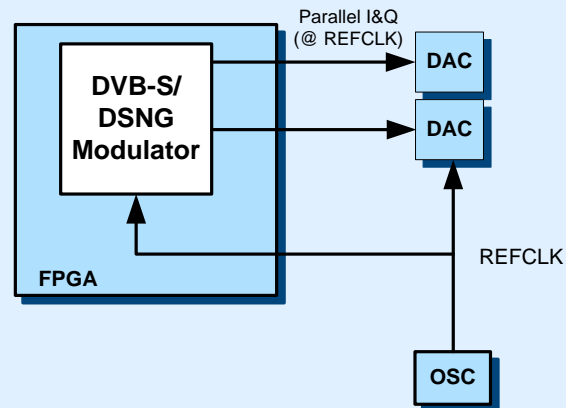 Parallel I&Q
(@ REFCLK)
DAC
DVB-S/
DSNG
Modulator
DAC
REFCLK
FPGA
OSC